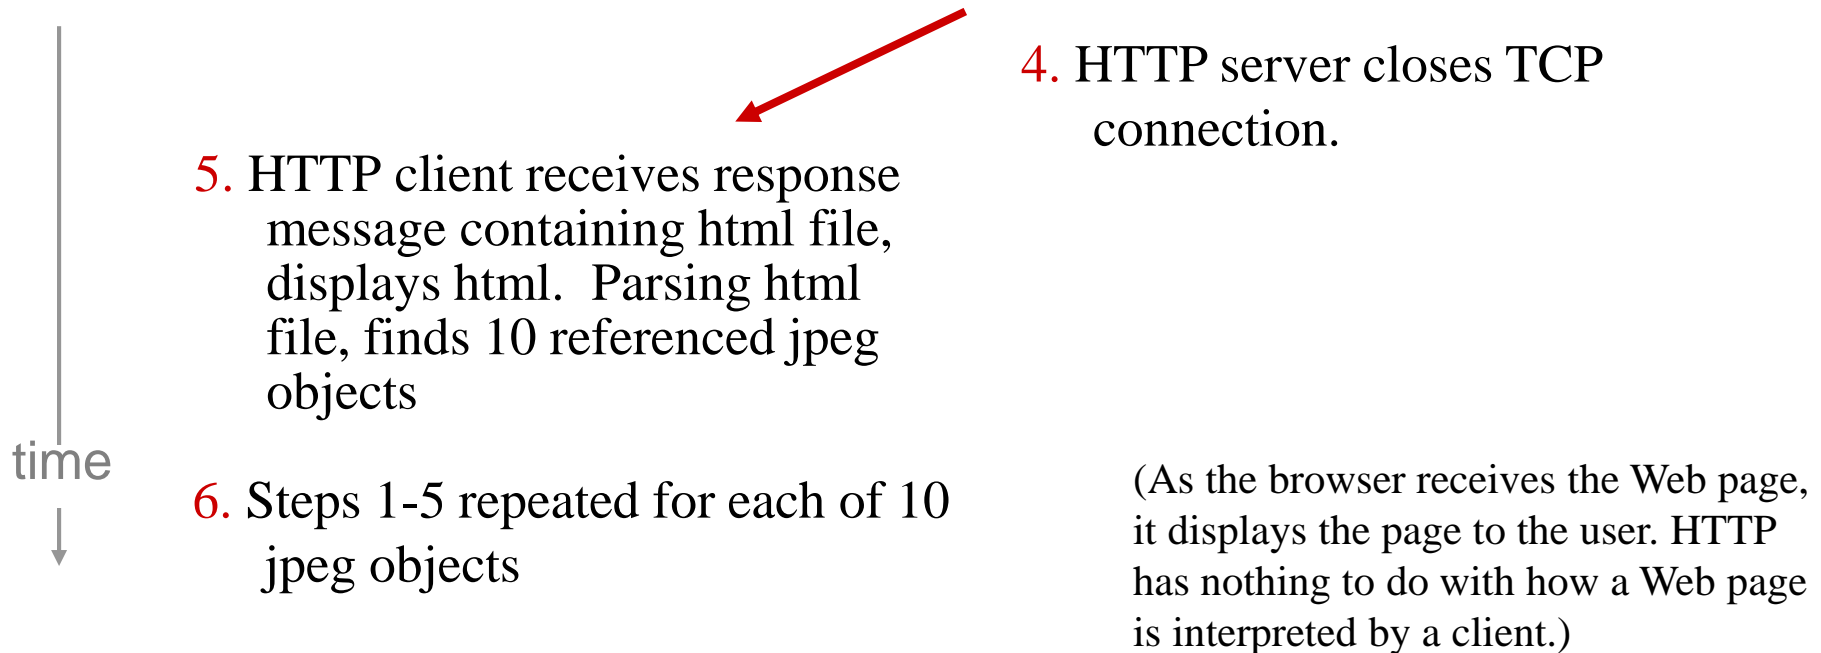 4. HTTP server closes TCP
connection.
5. HTTP client receives response
message containing html file,
displays html.  Parsing html
file, finds 10 referenced jpeg
objects
time
6. Steps 1-5 repeated for each of 10
jpeg objects
(As the browser receives the Web page,
it displays the page to the user. HTTP
has nothing to do with how a Web page
is interpreted by a client.)